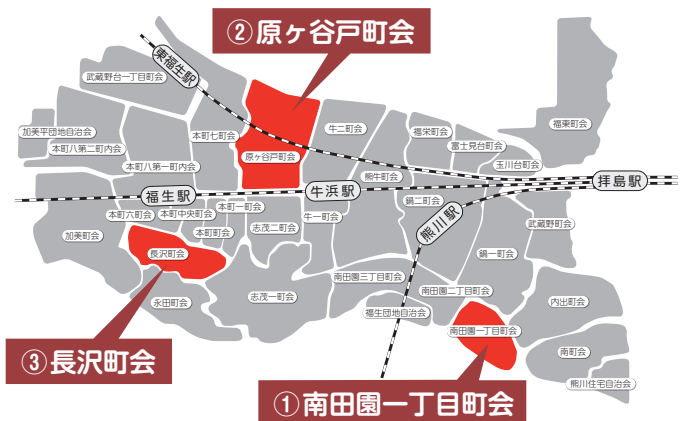 ②原ヶ谷戸町会
東福生駅
武蔵野台一丁目町会
福東町会
加美平団地自治会
本町八第二町内会
本町七町会
牛二町会
福栄町会
富士見台町会
本町八第一町内会
原ヶ谷戸町会
熊牛町会
玉川台町会
福生駅
牛浜駅
拝島駅
本町六町会
本町中央町会
本町一町会
牛一町会
鍋二町会
熊川駅
武蔵野町会
加美町会
本町町会
志茂二町会
長沢町会
鍋一町会
南田園三丁目町会
永田町会
志茂一町会
南田園二丁目町会
内出町会
福生団地自治会
南田園一丁目町会
南町会
熊川住宅自治会
③長沢町会
①南田園一丁目町会